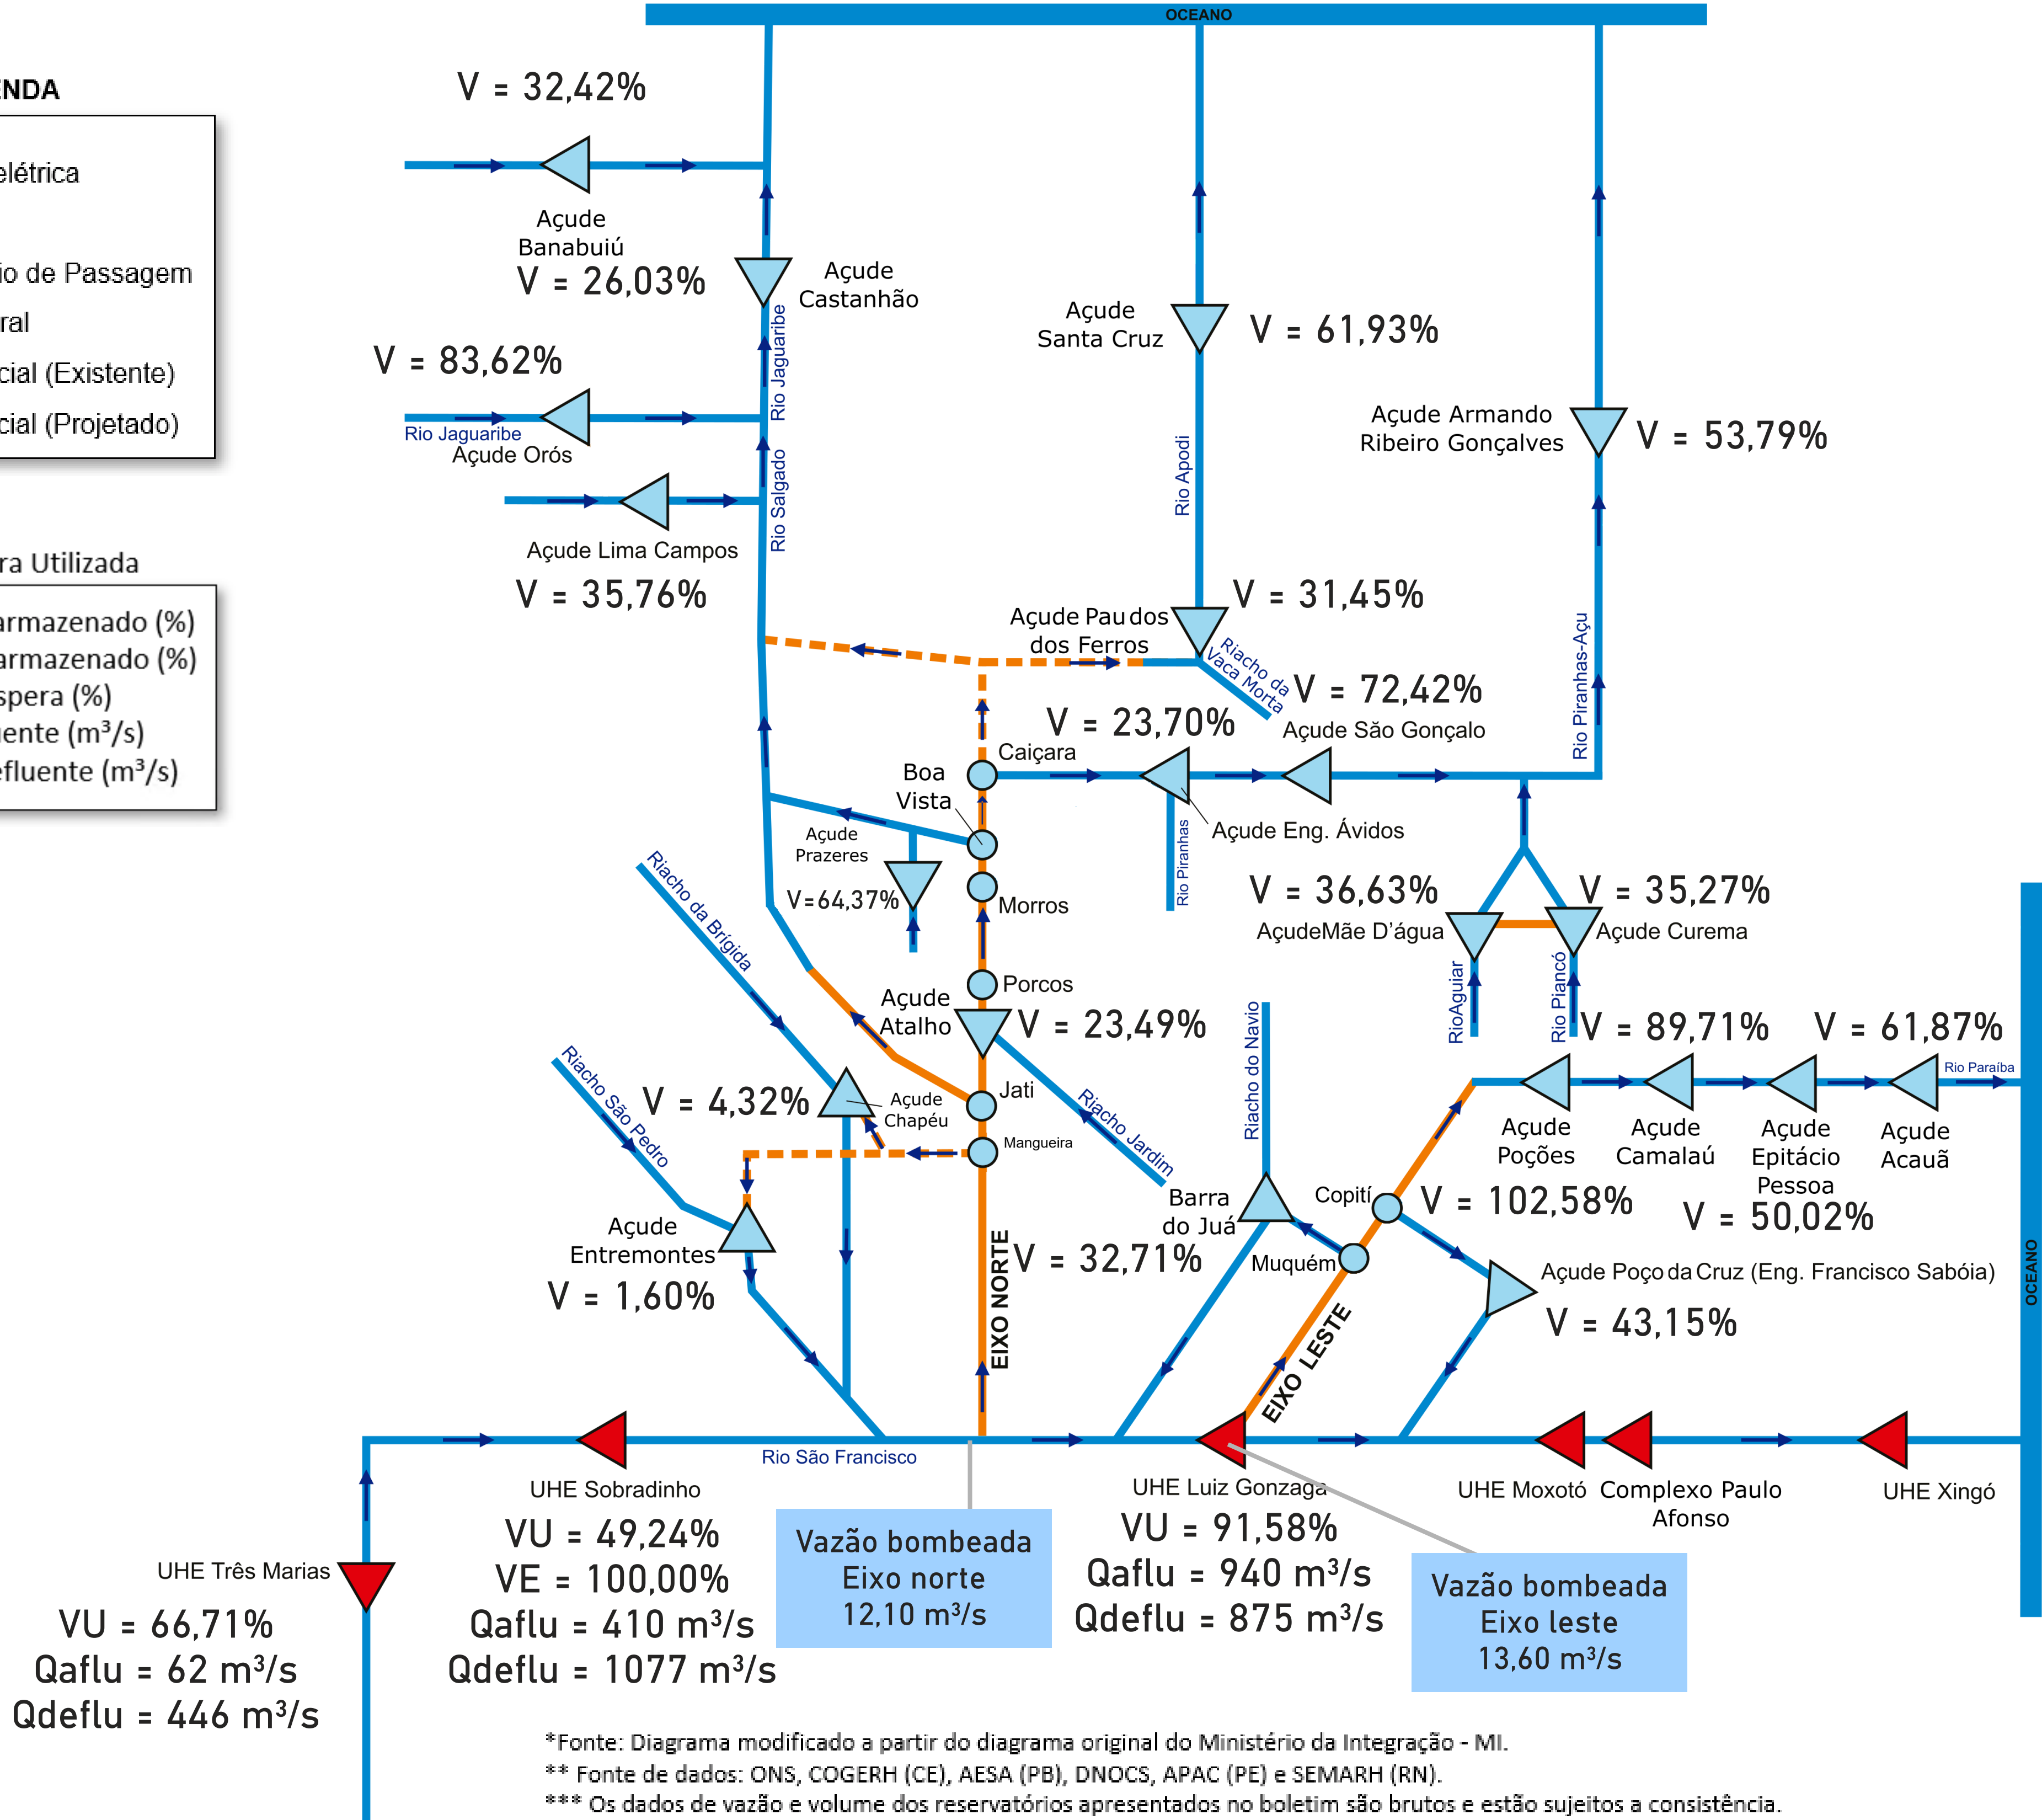 OCEANO
V = 32,42%
ENDA
elétrica
Açude
Banabuiú
io de Passagem
V = 26,03%
Açude
Castanhão
ral
Rio Jaguaribe
Açude
Santa Cruz
V = 61,93%
V = 83,62%
cial (Existente)
cial (Projetado)
Rio Jaguaribe
Açude Orós
Açude Armando
Ribeiro Gonçalves
V = 53,79%
Rio Salgado
Rio Apodi
Açude Lima Campos
V = 35,76%
ra Utilizada
armazenado (%)
armazenado (%)
spera (%)
uente (m³/s)
efluente (m³/s)
Açude Pau dos
dos Ferros
V = 31,45%
Riacho da
Vaca Morta
V = 72,42%
Açude São Gonçalo
Rio Piranhas-Açu
V = 23,70%
Caiçara
Boa
Vista
Açude Eng. Ávidos
Rio Piranhas
Açude
Prazeres
V=64,37%
Morros
Riacho da Brígida
V = 36,63%
AçudeMãe D'água
V = 35,27%
Açude Curema
RioAguiar
Rio Piancó
Porcos
Açude
Atalho
V = 23,49%
Riacho do Navio
V = 89,71%
V = 61,87%
Rio Paraíba
Riacho São Pedro
V = 4,32%
Açude
Chapéu
Jati
Mangueira
Riacho Jardim
Açude
Poções
Açude
Camalaú
Açude
Epitácio
Pessoa
Açude
Acauã
Barra
do Juá
Copití
V = 102,58%
V = 50,02%
Açude
Entremontes
V = 1,60%
EIXO NORTE
V = 32,71%
Muquém
Açude Poço da Cruz (Eng. Francisco Sabóia)
V = 43,15%
OCEANO
EIXO LESTE
Rio São Francisco
UHE Sobradinho
VU = 49,24%
VE = 100,00%
Qaflu = 410 m³/s
Qdeflu = 1077 m³/s
Vazão bombeada
Eixo norte
12,10 m³/s
UHE Luiz Gonzaga
VU = 91,58%
Qaflu = 940 m³/s
Qdeflu = 875 m³/s
UHE Moxotó
Complexo Paulo
Afonso
UHE Xingó
Vazão bombeada
Eixo leste
13,60 m³/s
UHE Três Marias
VU = 66,71%
Qaflu = 62 m³/s
Qdeflu = 446 m³/s
*Fonte: Diagrama modificado a partir do diagrama original do Ministério da Integração - MI.
** Fonte de dados: ONS, COGERH (CE), AESA (PB), DNOCS, APAC (PE) e SEMARH (RN).
*** Os dados de vazão e volume dos reservatórios apresentados no boletim são brutos e estão sujeitos a consistência.